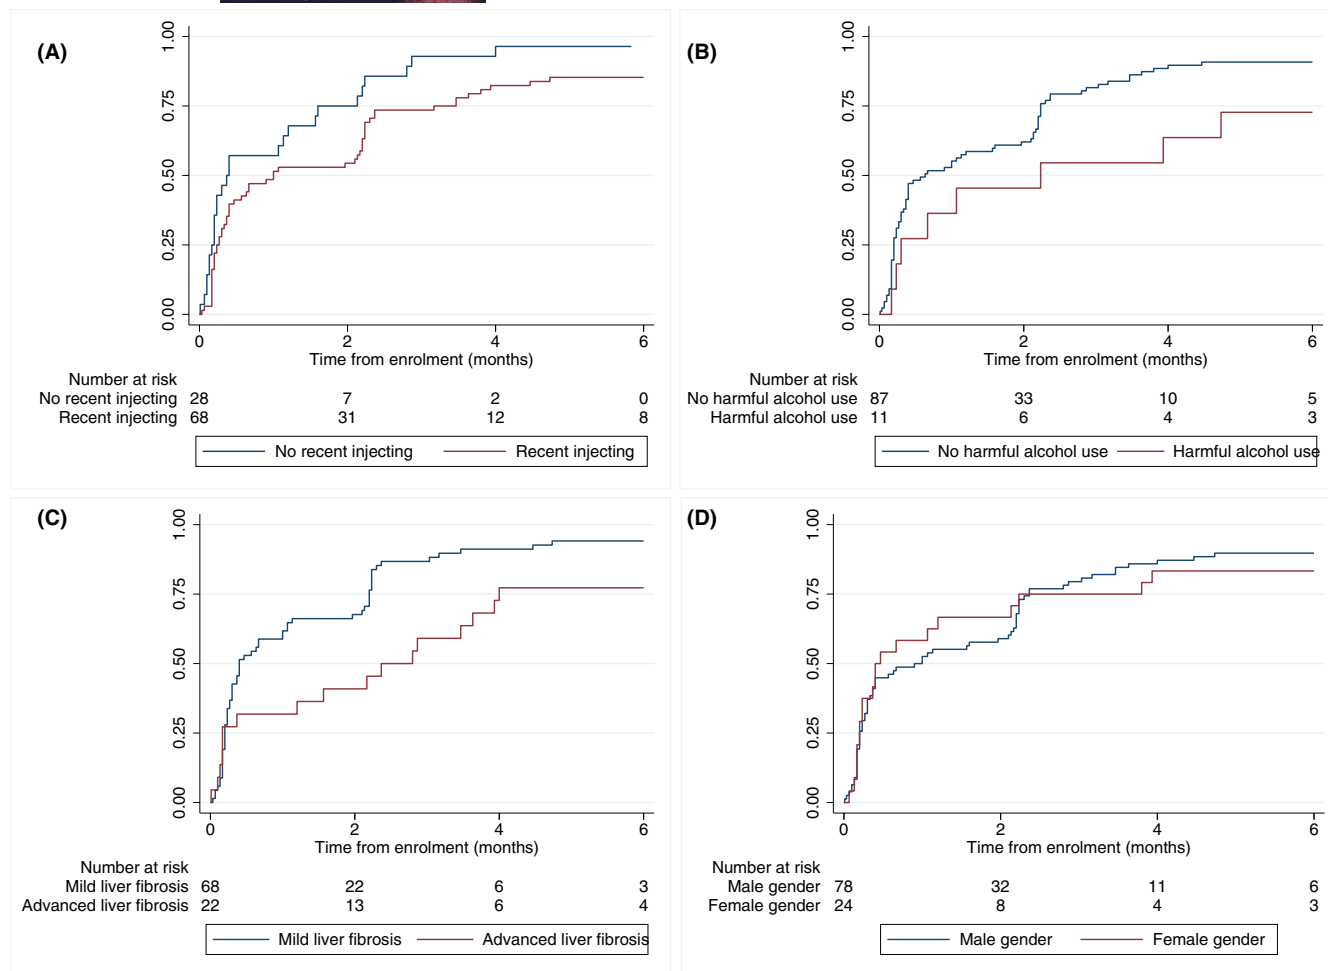 (A)
1.00
0.75
0.50
0.25
0.00
0 2 4 6
Time from enrolment (months)
Number at risk
No recent injecting 28 7 2 0
Recent injecting 68 31 12 8
No recent injecting Recent injecting
(B)
1.00
0.75
0.50
0.25
0.00
0 2 4 6
Time from enrolment (months)
Number at risk
No harmful alcohol use 87 33 10 5
Harmful alcohol use 11 6 4 3
No harmful alcohol use Harmful alcohol use
(C)
1.00
0.75
0.50
0.25
0.00
0 2 4 6
Time from enrolment (months)
Number at risk
Mild liver fibrosis 68 22 6 3
Advanced liver fibrosis 22 13 6 4
Mild liver fibrosis Advanced liver fibrosis
(D)
1.00
0.75
0.50
0.25
0.00
0 2 4 6
Time from enrolment (months)
Number at risk
Male gender 78 32 11 6
Female gender 24 8 4 3
Male gender Female gender